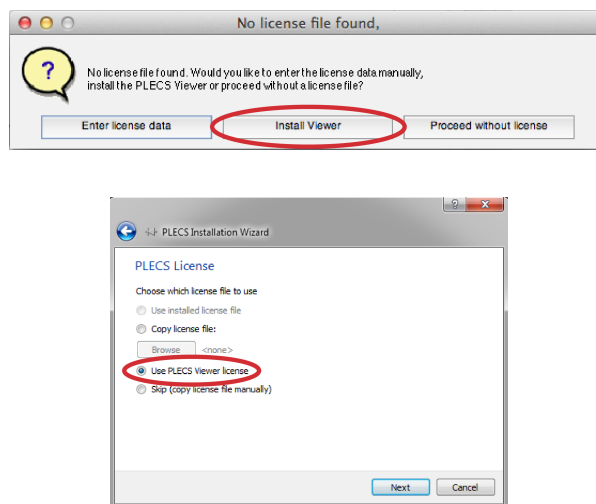 No license file found,
?
No license file found. Would you like to enter the license data manually,
install the PLECS Viewer or proceed without a license file?
Enter license data Install Viewer Proceed without license
?
PLECS Installation Wizard
PLECS License
Choose which license file to use
Use installed license file
Copy license file:
Browse <none>
Use PLECS Viewer license
Skip (copy license file manually)
Next Cancel